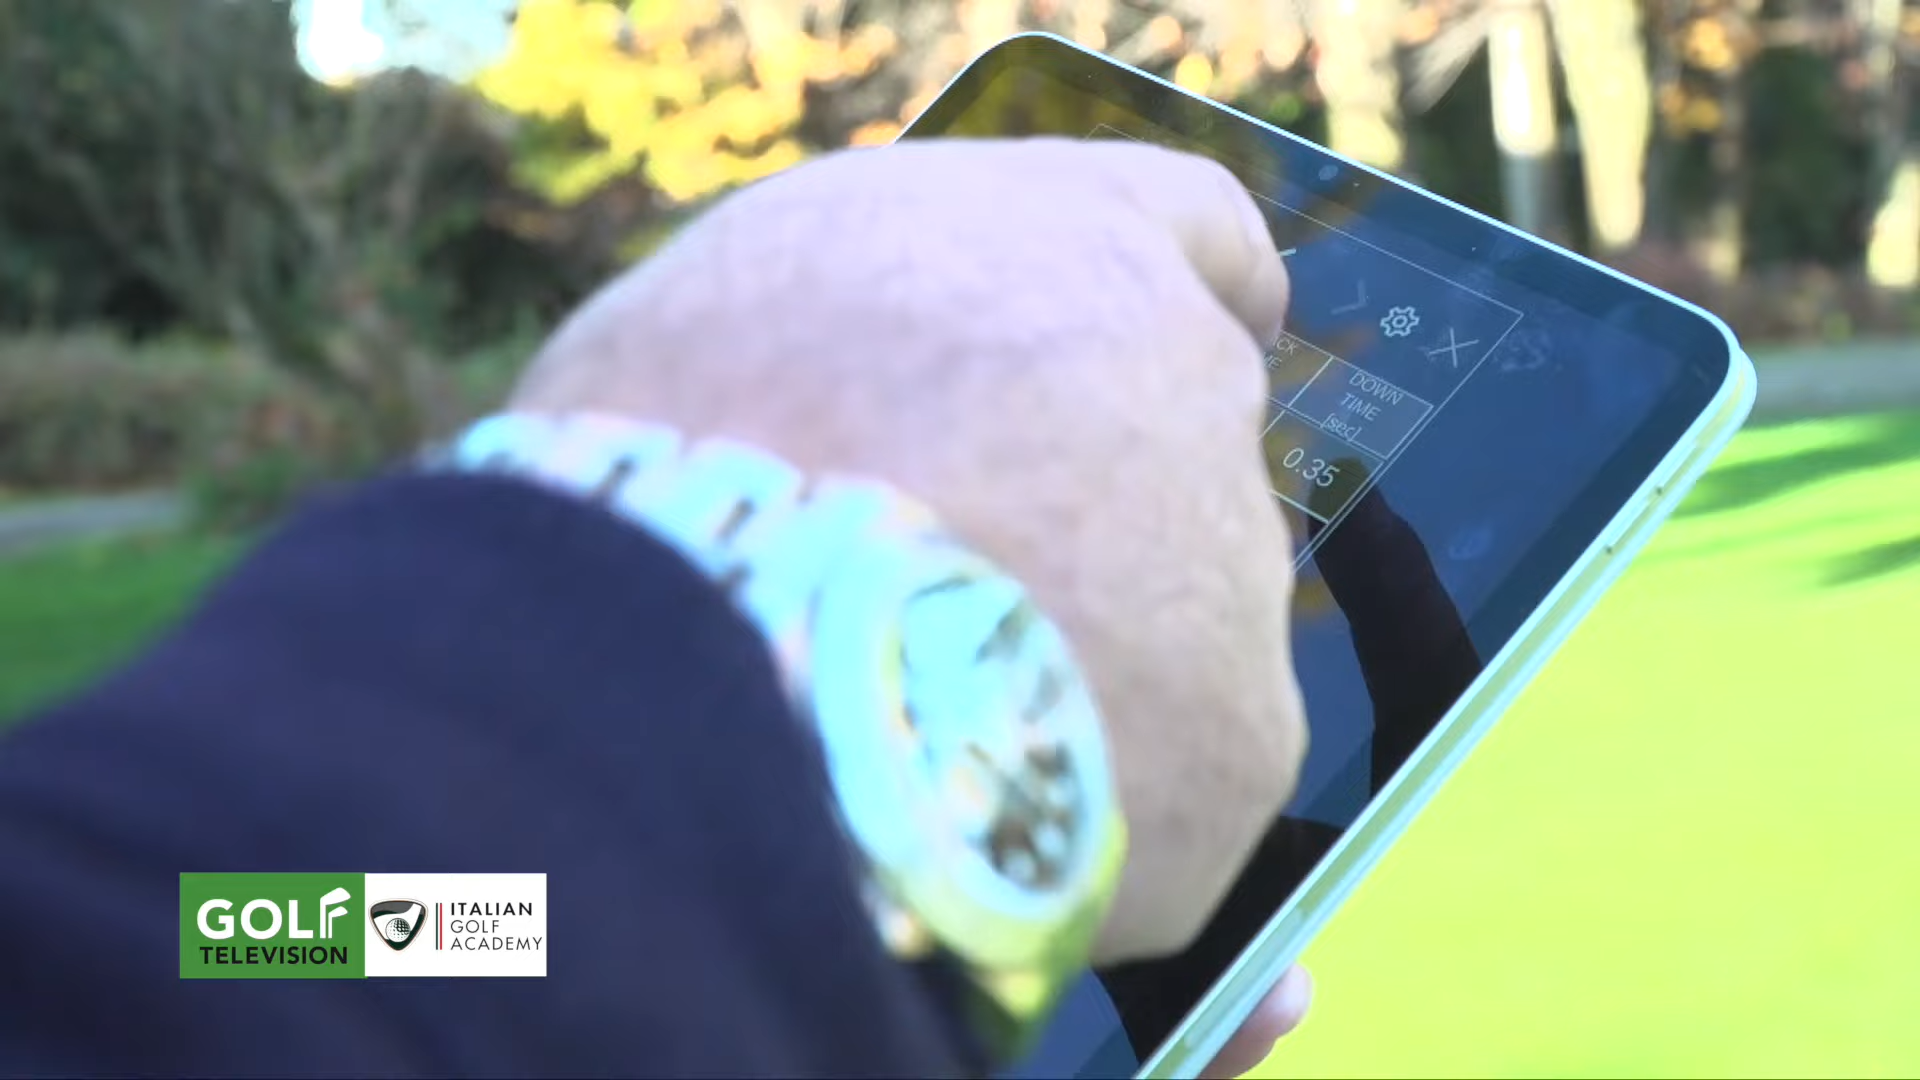 DOWN
TIME
[sec]
0.35
GOLF
TELEVISION
ITALIAN
GOLF
ACADEMY